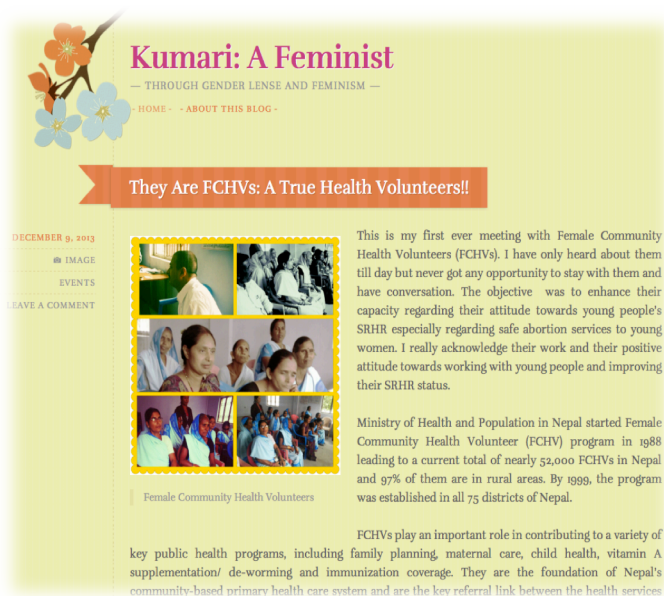 Kumari: A Feminist
— THROUGH GENDER LENSE AND FEMINISM —
- HOME - - ABOUT THIS BLOG -
They Are FCHVs: A True Health Volunteers!!
DECEMBER 9, 2013
IMAGE
EVENTS
LEAVE A COMMENT
This is my first ever meeting with Female Community
Health Volunteers (FCHVs). I have only heard about them
till day but never got any opportunity to stay with them and
have conversation. The objective was to enhance their
capacity regarding their attitude towards young people's
SRHR especially regarding safe abortion services to young
women. I really acknowledge their work and their positive
attitude towards working with young people and improving
their SRHR status.
Ministry of Health and Population in Nepal started Female
Community Health Volunteer (FCHV) program in 1988
leading to a current total of nearly 52,000 FCHVs in Nepal
and 97% of them are in rural areas. By 1999, the program
was established in all 75 districts of Nepal.
Female Community Health Volunteers
FCHVs play an important role in contributing to a variety of
key public health programs, including family planning, maternal care, child health, vitamin A
supplementation/ de-worming and immunization coverage. They are the foundation of Nepal's
community-based primary health care system and are the key referral link between the health services